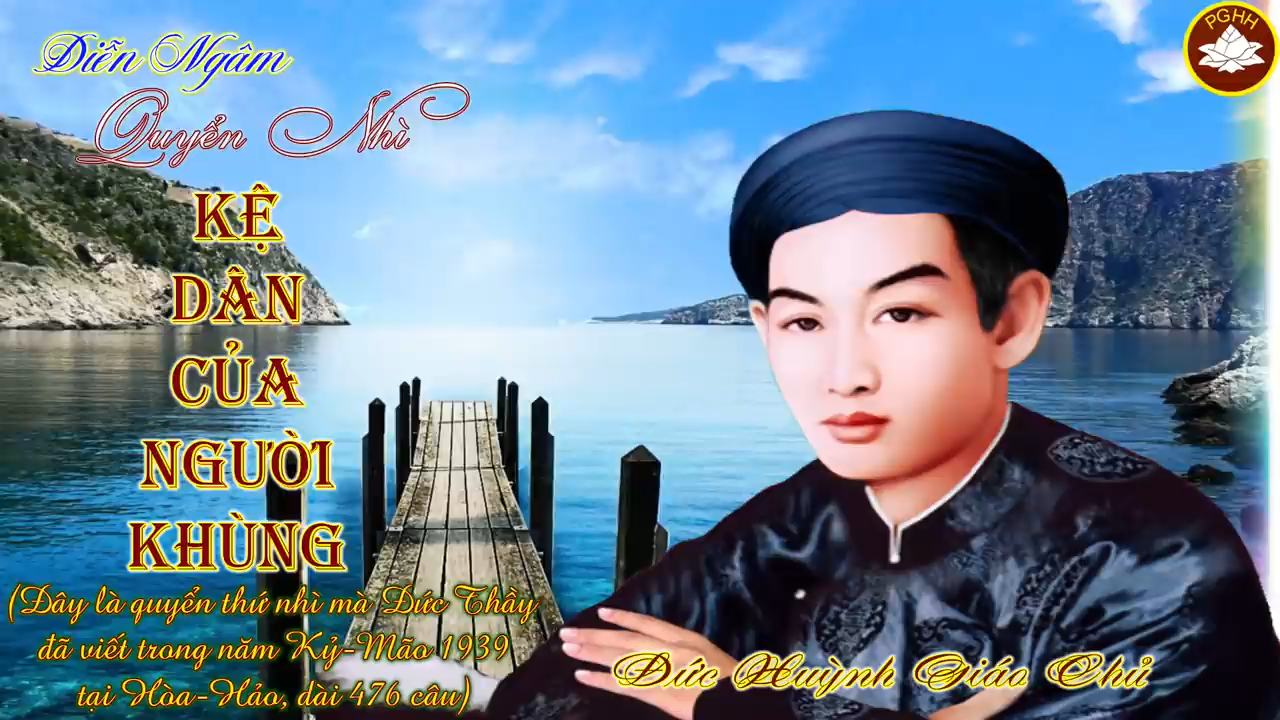 Diễn Ngâm
Quyển Nhì
KỆ
DÂN
CỦA
NGƯỜI
KHÙNG
(Đây là quyển thứ nhì mà Đức Thầy
đã viết trong năm Kỷ-Mão 1939
tại Hòa-Hảo, dài 476 câu)
PGHH
Đức Huỳnh Giáo Chủ